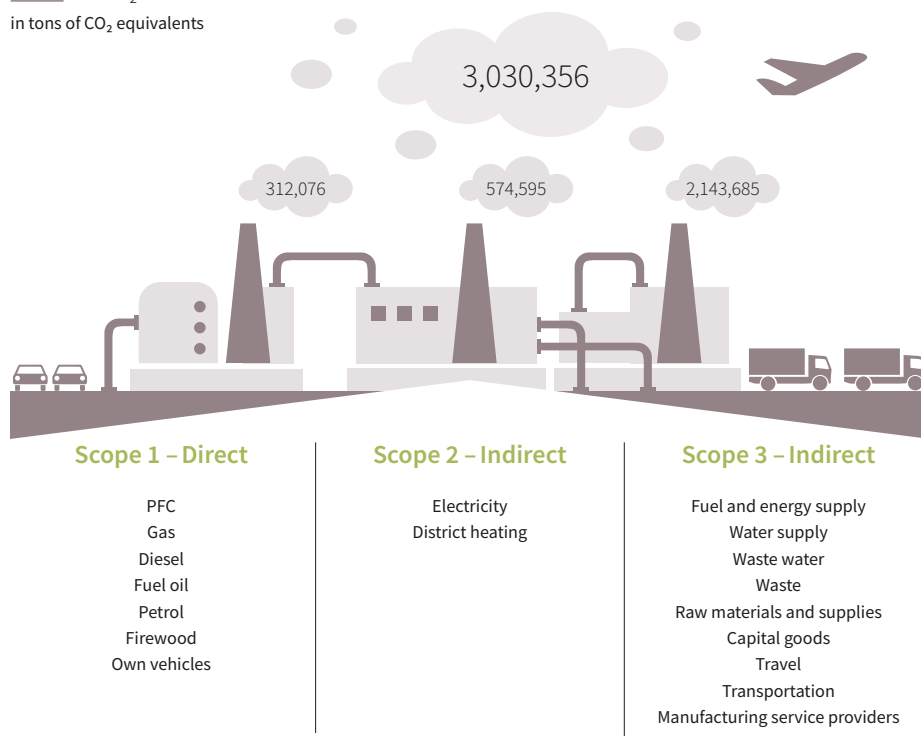 in tons of CO₂ equivalents
3,030,356
312,076
574,595
2,143,685
Scope 1 – Direct
PFC
Gas
Diesel
Fuel oil
Petrol
Firewood
Own vehicles
Scope 2 – Indirect
Electricity
District heating
Scope 3 – Indirect
Fuel and energy supply
Water supply
Waste water
Waste
Raw materials and supplies
Capital goods
Travel
Transportation
Manufacturing service providers